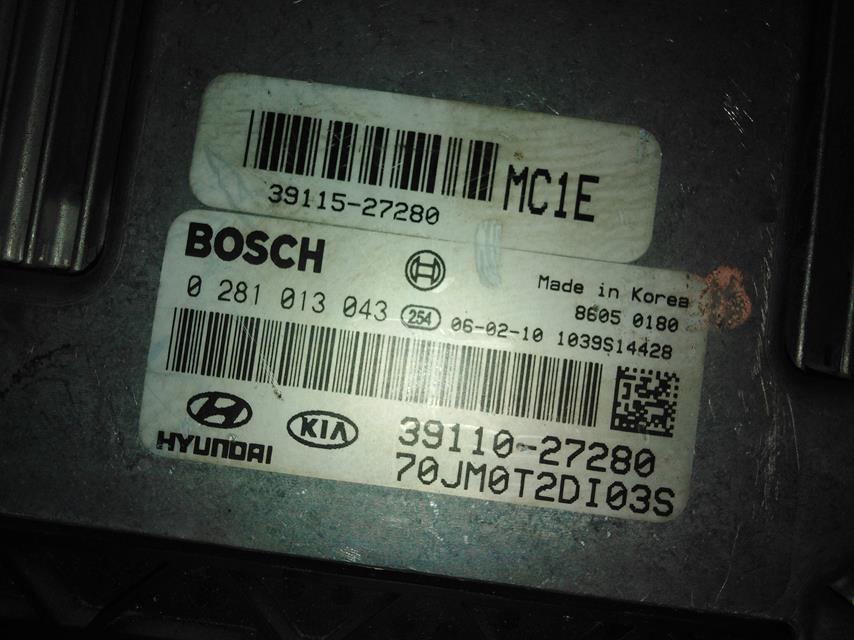 MC1E
39115-27280
BOSCH
Made in Korea
0 281 013 043
8605 0180
254 06-02-10 1039S14428
HYUNDAI
KIA
39110-27280
70JM0T2DI03S